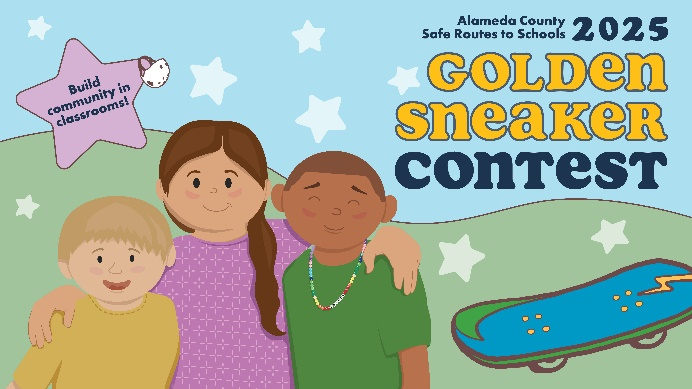 Alameda County
Safe Routes to Schools
2025
GOLDEN
SNEAKER
CONTEST
Build
community in
classrooms!